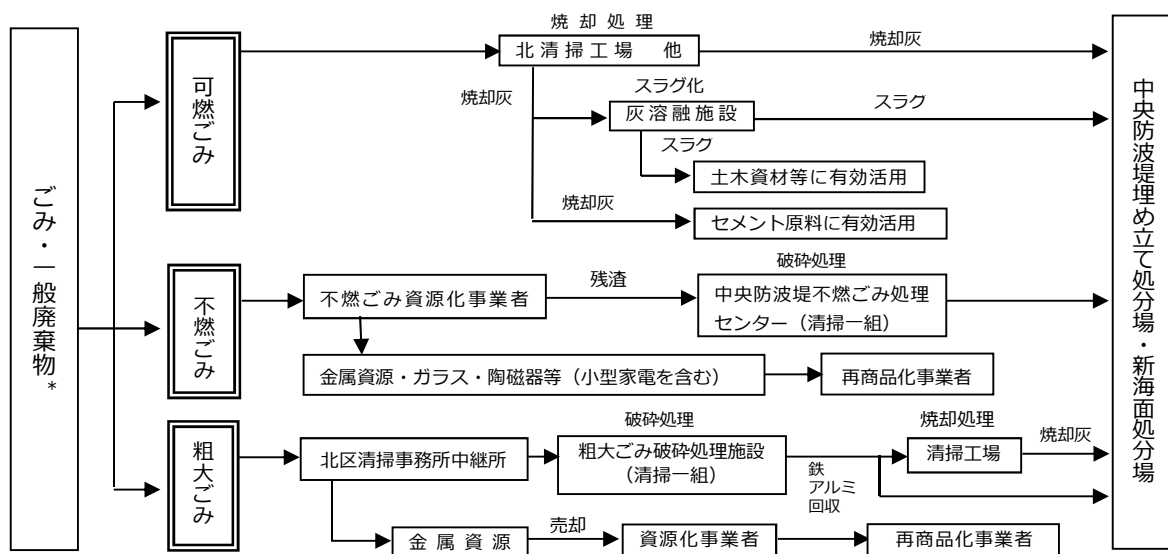 ごみ・一般廃棄物*
可燃ごみ
焼却処理
北清掃工場 他
焼却灰
焼却灰
スラグ化
灰溶融施設
スラグ
スラグ
土木資材等に有効活用
焼却灰
セメント原料に有効活用
不燃ごみ
不燃ごみ資源化事業者
残渣
破砕処理
中央防波堤不燃ごみ処理
センター（清掃一組）
金属資源・ガラス・陶磁器等（小型家電を含む）
再商品化事業者
粗大ごみ
北区清掃事務所中継所
破砕処理
粗大ごみ破砕処理施設
（清掃一組）
鉄
アルミ
回収
焼却処理
清掃工場
焼却灰
金属資源
売却
資源化事業者
再商品化事業者
中央防波堤埋め立て処分場・新海面処分場